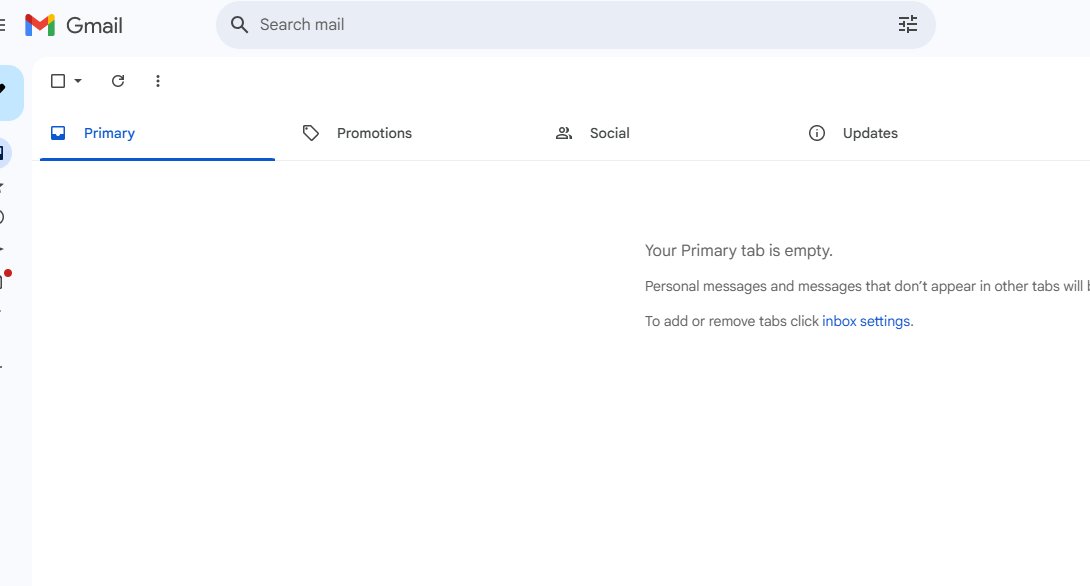 Gmail
Search mail
Primary
Promotions
Social
Updates
Your Primary tab is empty.
Personal messages and messages that don’t appear in other tabs will
To add or remove tabs click inbox settings.